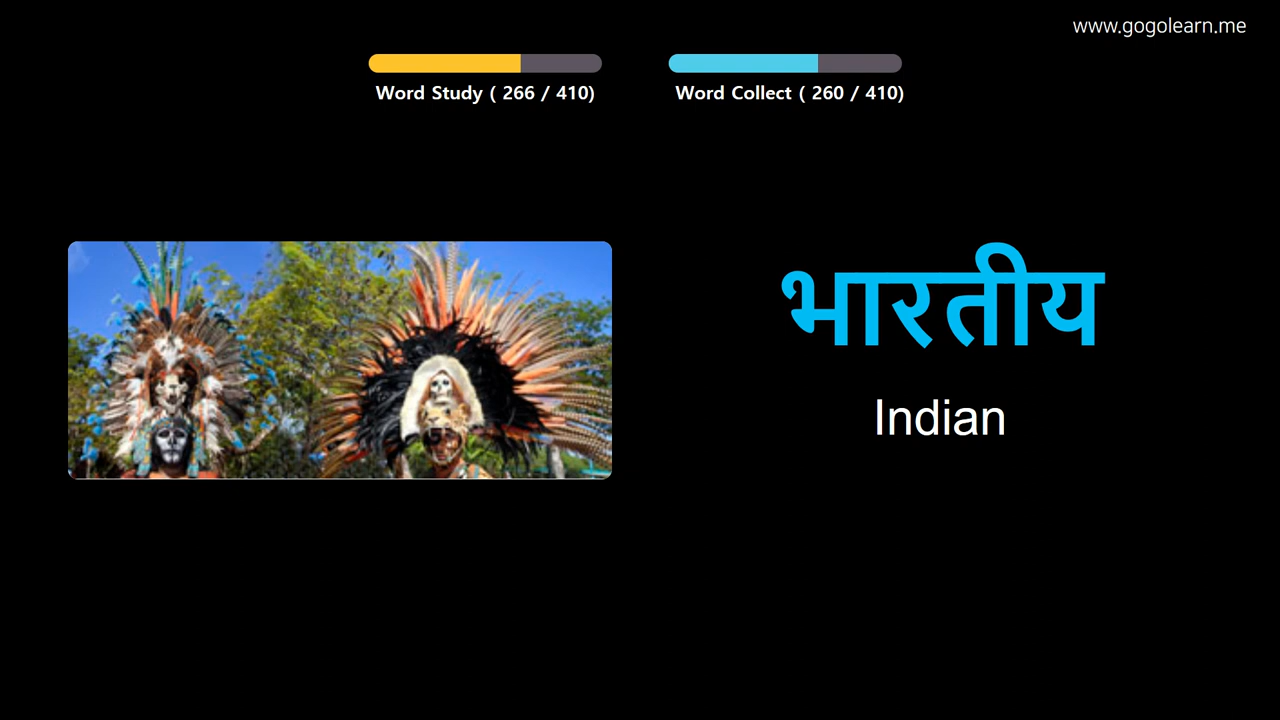 www.gogolearn.me
Word Study ( 266 / 410)
Word Collect ( 260 / 410)
भारतीय
Indian